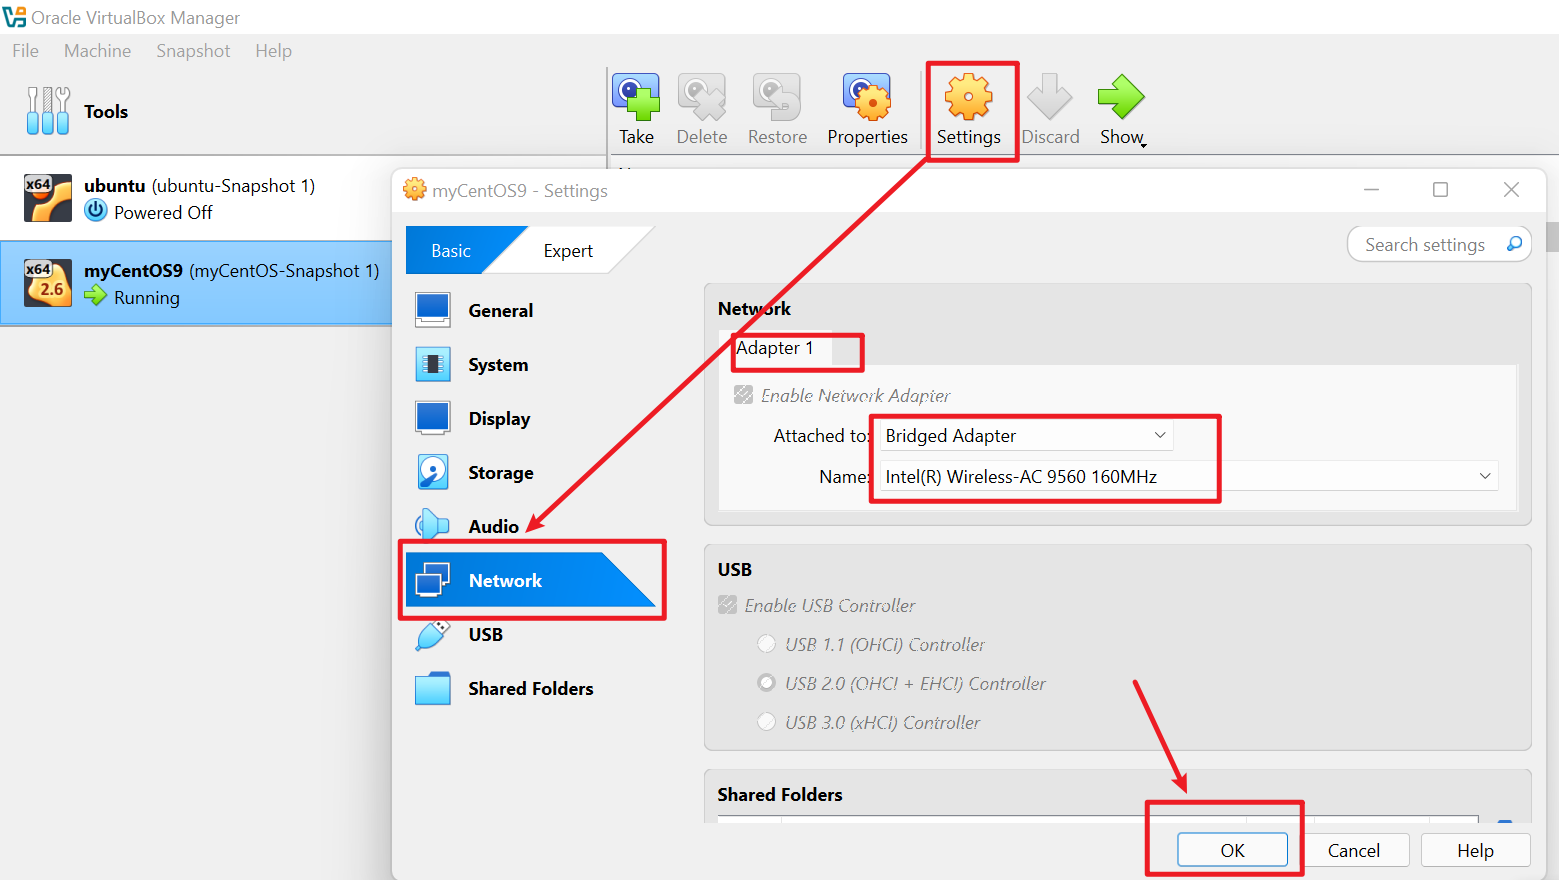 Oracle VirtualBox Manager
File Machine Snapshot Help
Tools
Take Delete Restore Properties Settings Discard Show
x64
ubuntu (ubuntu-Snapshot 1)
Powered Off
x64
2.6
myCentOS9 (myCentOS-Snapshot 1)
Running
myCentOS9 - Settings
Basic Expert
Search settings
General
System
Display
Storage
Audio
Network
USB
Shared Folders
Network
Adapter 1
Enable Network Adapter
Attached to: Bridged Adapter
Name: Intel(R) Wireless-AC 9560 160MHz
USB
Enable USB Controller
USB 1.1 (OHCI) Controller
USB 2.0 (OHCI + EHCI) Controller
USB 3.0 (xHCI) Controller
Shared Folders
OK Cancel Help